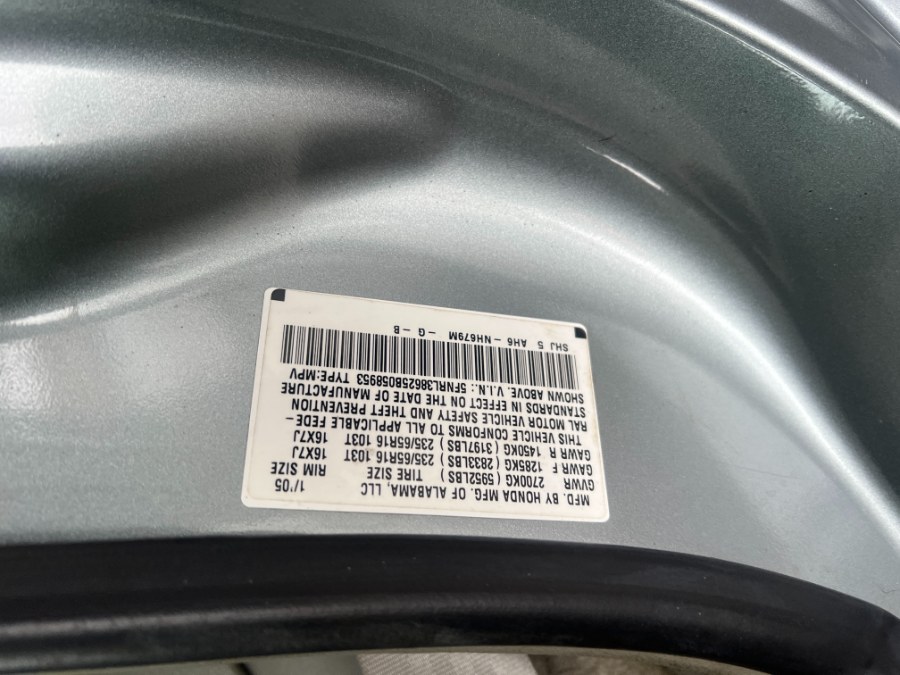 MFD. BY HONDA MFG. OF ALABAMA, LLC 1/'05
GVWR 2700KG ( 5952LBS ) TIRE SIZE RIM SIZE
GAWR F 1285KG ( 2833LBS ) 235/65R16 103T 16X7J
GAWR R 1450KG ( 3197LBS ) 235/65R16 103T 16X7J
THIS VEHICLE CONFORMS TO ALL APPLICABLE FEDE-
RAL MOTOR VEHICLE SAFETY AND THEFT PREVENTION
STANDARDS IN EFFECT ON THE DATE OF MANUFACTURE
SHOWN ABOVE. V.I.N.: 5FNRL38625B058953 TYPE:MPV
SHJ 5 AH6 - NH679M - G - B